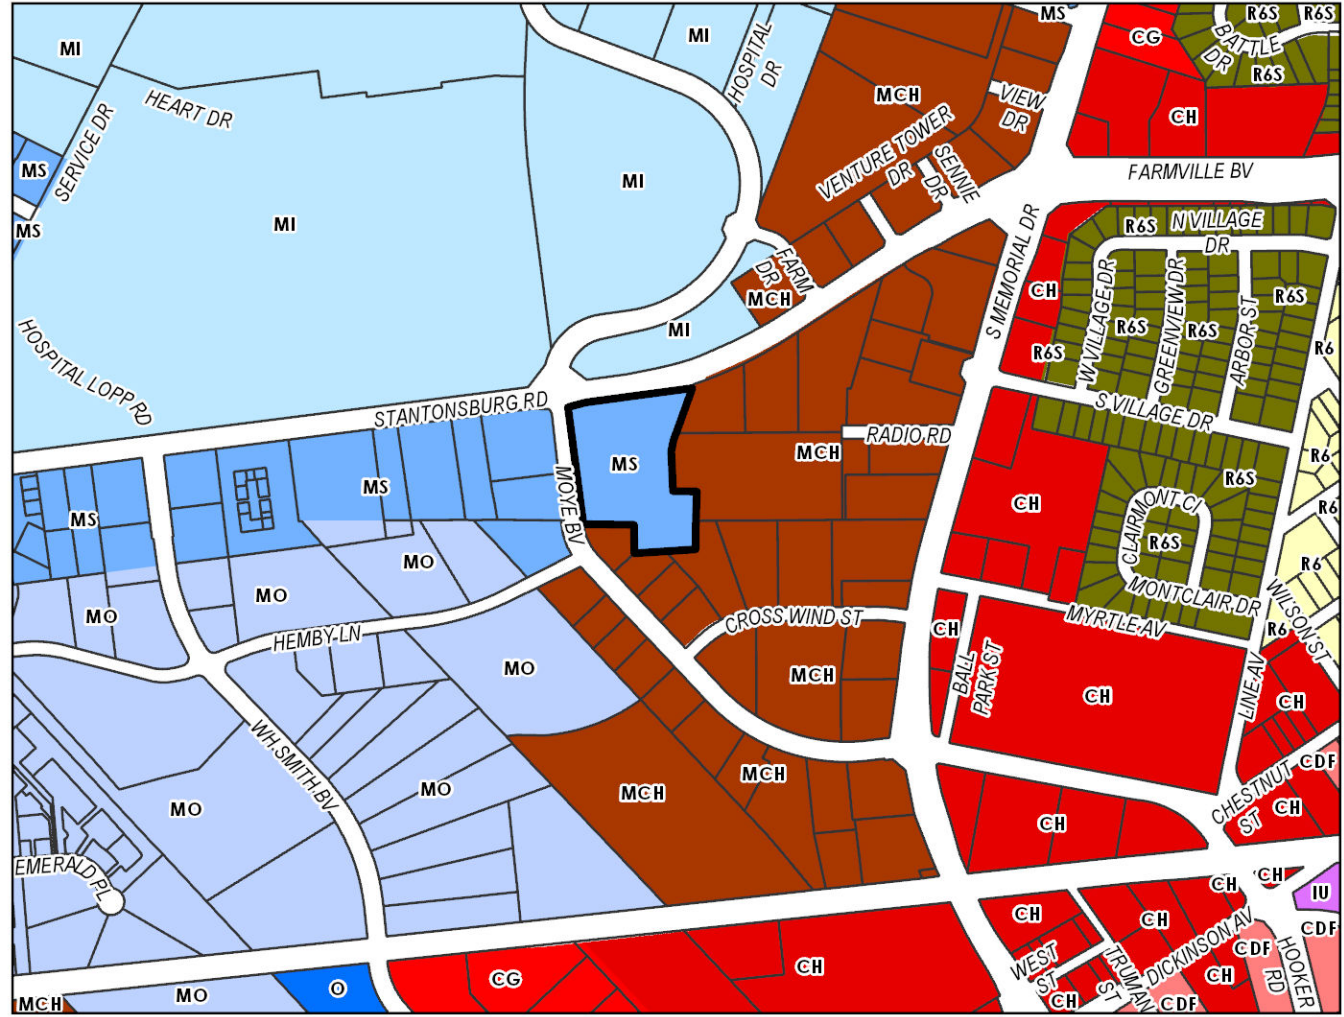 MI
MI
HOSPITAL
DR
MS
CG
R6S
R6S
BATTLE
DR
R6S
HEART DR
SERVICE DR
MS
MS
MCH
VIEW
DR
CH
VENTURE TOWER
DR
SENNIE
DR
FARMVILLE BV
MI
MI
S MEMORIAL DR
R6S
N VILLAGE
DR
FARM
DR
MCH
MI
CH
W VILLAGE DR
GREENVIEW DR
ARBOR ST
R6S
R6S
R6S
R6S
R6
HOSPITAL LOPP RD
STANTONSBURG RD
S VILLAGE DR
RADIO RD
MCH
MS
MOYE BV
MS
MS
CH
R6S
R6
CLAIRMONT CI
R6S
R6
R6
MONTCLAIR DR
WILSON ST
R6
MO
MO
MO
HEMBY LN
CROSS WIND ST
MYRTLE AV
CH
BALL
PARK ST
LINE AV
MO
MCH
CH
CH
WH SMITH BV
MO
MO
MCH
MCH
CHESTNUT
ST
CDF
CH
CH
EMERALD PL
CH
CH
IU
CH
CH
DICKINSON AV
CDF
CDF
HOOKER
RD
WEST
ST
TRUMAN
ST
CH
CH
CDF
CH
CG
O
MO
MCH